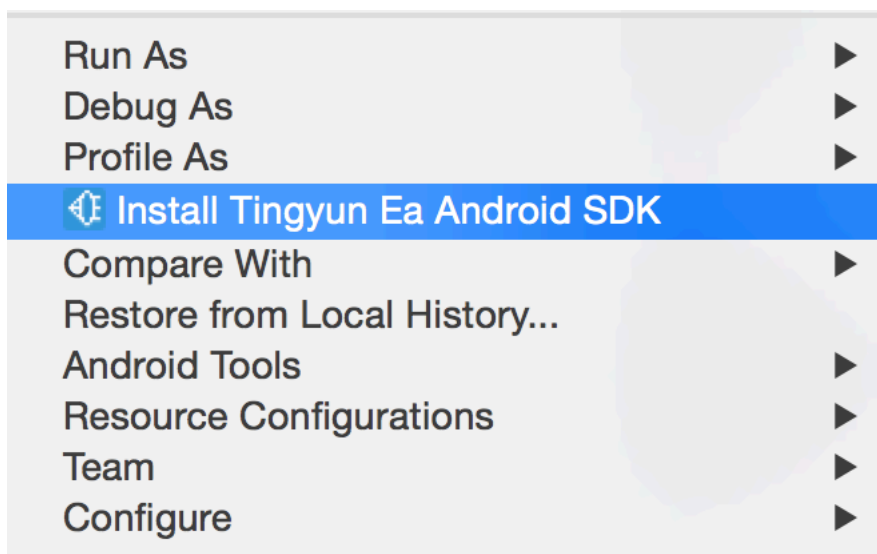 Run As
Debug As
Profile As
Install Tingyun Ea Android SDK
Compare With
Restore from Local History...
Android Tools
Resource Configurations
Team
Configure